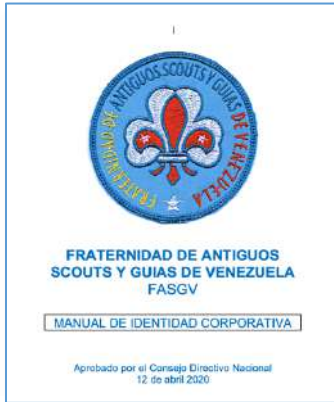 FRATERNIDAD DE ANTIGUOS.SCOUTS Y GUIAS DE VENEZUELA
FRATERNIDAD DE ANTIGUOS
SCOUTS Y GUIAS DE VENEZUELA
FASGV
MANUAL DE IDENTIDAD CORPORATIVA
Aprobado por el Consejo Directivo Nacional
12 de abril 2020